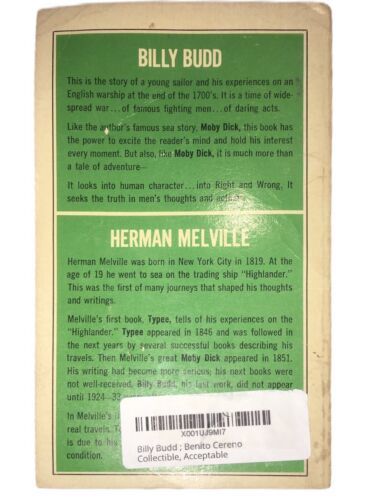 BILLY BUDD
This is the story of a young sailor and his experiences on an
English warship at the end of the 1700's. It is a time of wide-
spread war...of famous fighting men...of daring acts.
Like the author's famous sea story, Moby Dick, this book has
the power to excite the reader's mind and hold his interest
every moment. But also, like Moby Dick, it is much more than
a tale of adventure—
It looks into human character...into Right and Wrong. It
seeks the truth in men's thoughts and actions.
HERMAN MELVILLE
Herman Melville was born in New York City in 1819. At the
age of 19 he went to sea on the trading ship "Highlander."
This was the first of many journeys that shaped his thoughts
and writings.
Melville's first book, Typee, tells of his experiences on the
"Highlander." Typee appeared in 1846 and was followed in
the next years by several successful books describing his
travels. Then Melville's great Moby Dick appeared in 1851.
His writing had become more serious; his next books were
not well-received. Billy Budd, his last work, did not appear
until 1924—33
In Melville's
real travels.
is due to his
condition.
X001UJ9MI7
Billy Budd ; Benito Cereno
Collectible, Acceptable